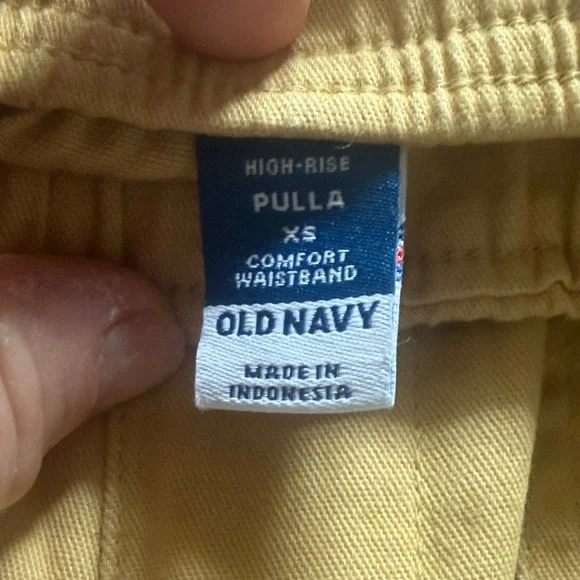 HIGH-RISE
PULLA
XS
COMFORT
WAISTBAND
OLD NAVY
MADE IN
INDONESIA